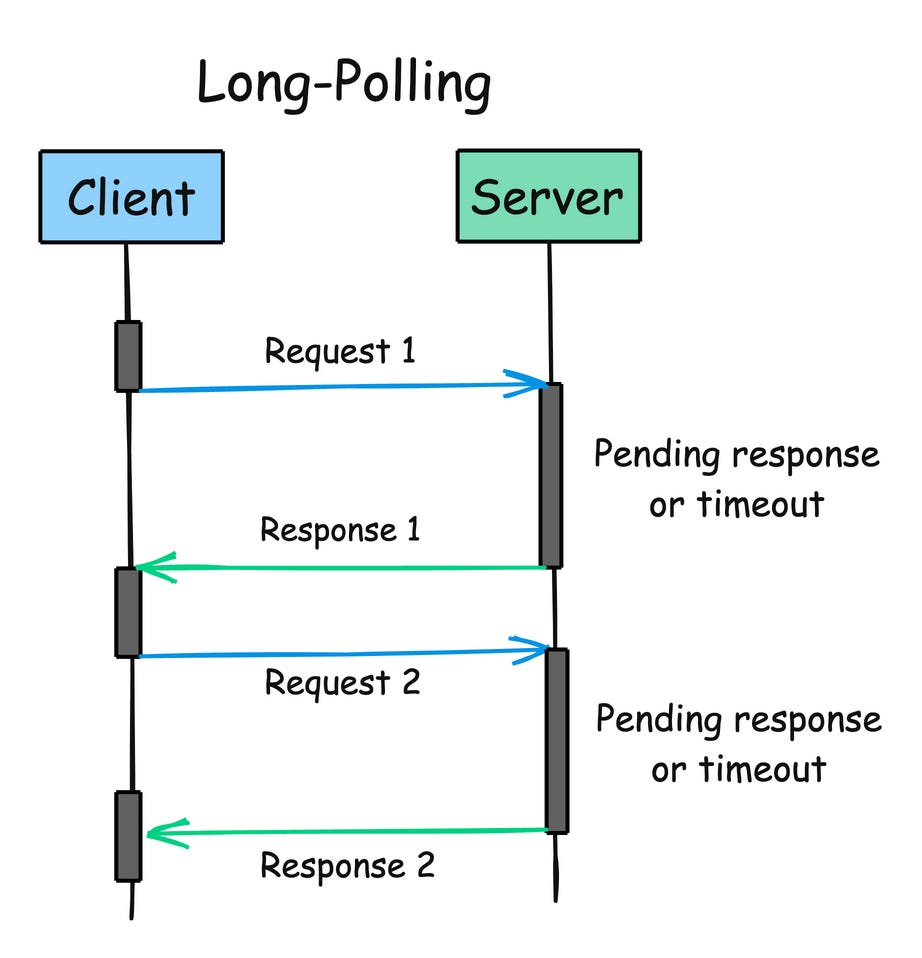 Long-Polling
Client
Server
Request 1
Pending response
or timeout
Response 1
Request 2
Pending response
or timeout
Response 2